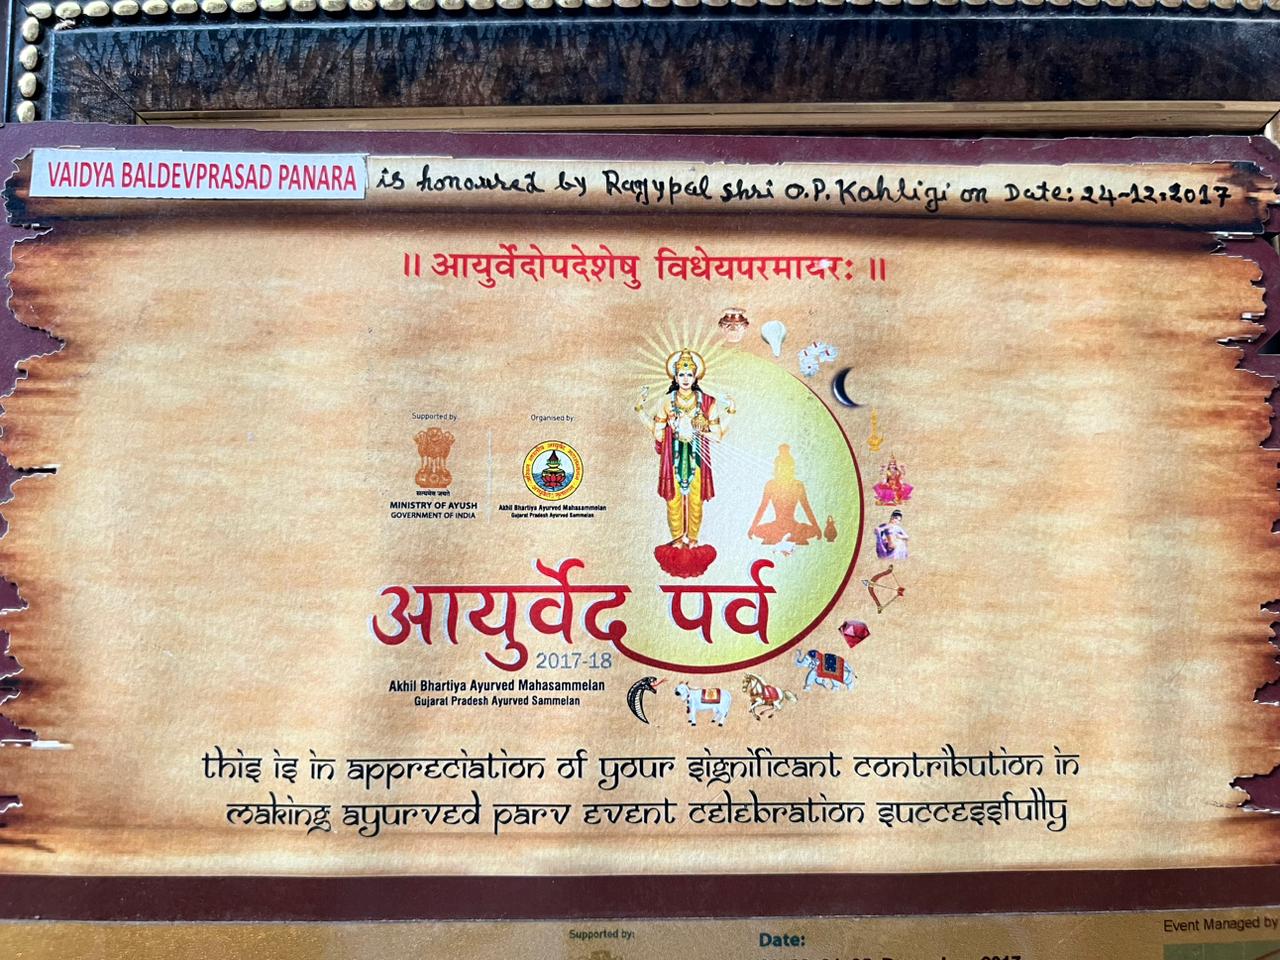 VAIDYA BALDEVPRASAD PANARA is honoured by Rajypal shri O.P. Kahligi on Date: 24-12-2017
॥ आयुर्वेदोपदेशेषु विधेयपरमायरः ॥
Supported by
Organised by:
सत्यमेव जयते
MINISTRY OF AYUSH
GOVERNMENT OF INDIA
Akhil Bhartiya Ayurved Mahasammelan
Gujarat Pradesh Ayurved Sammelan
आयुर्वेद पर्व
2017-18
Akhil Bhartiya Ayurved Mahasammelan
Gujarat Pradesh Ayurved Sammelan
this is in appreciation of your significant contribution in
making ayurved parv event celebration successfully
Supported by:
Date:
Event Managed by